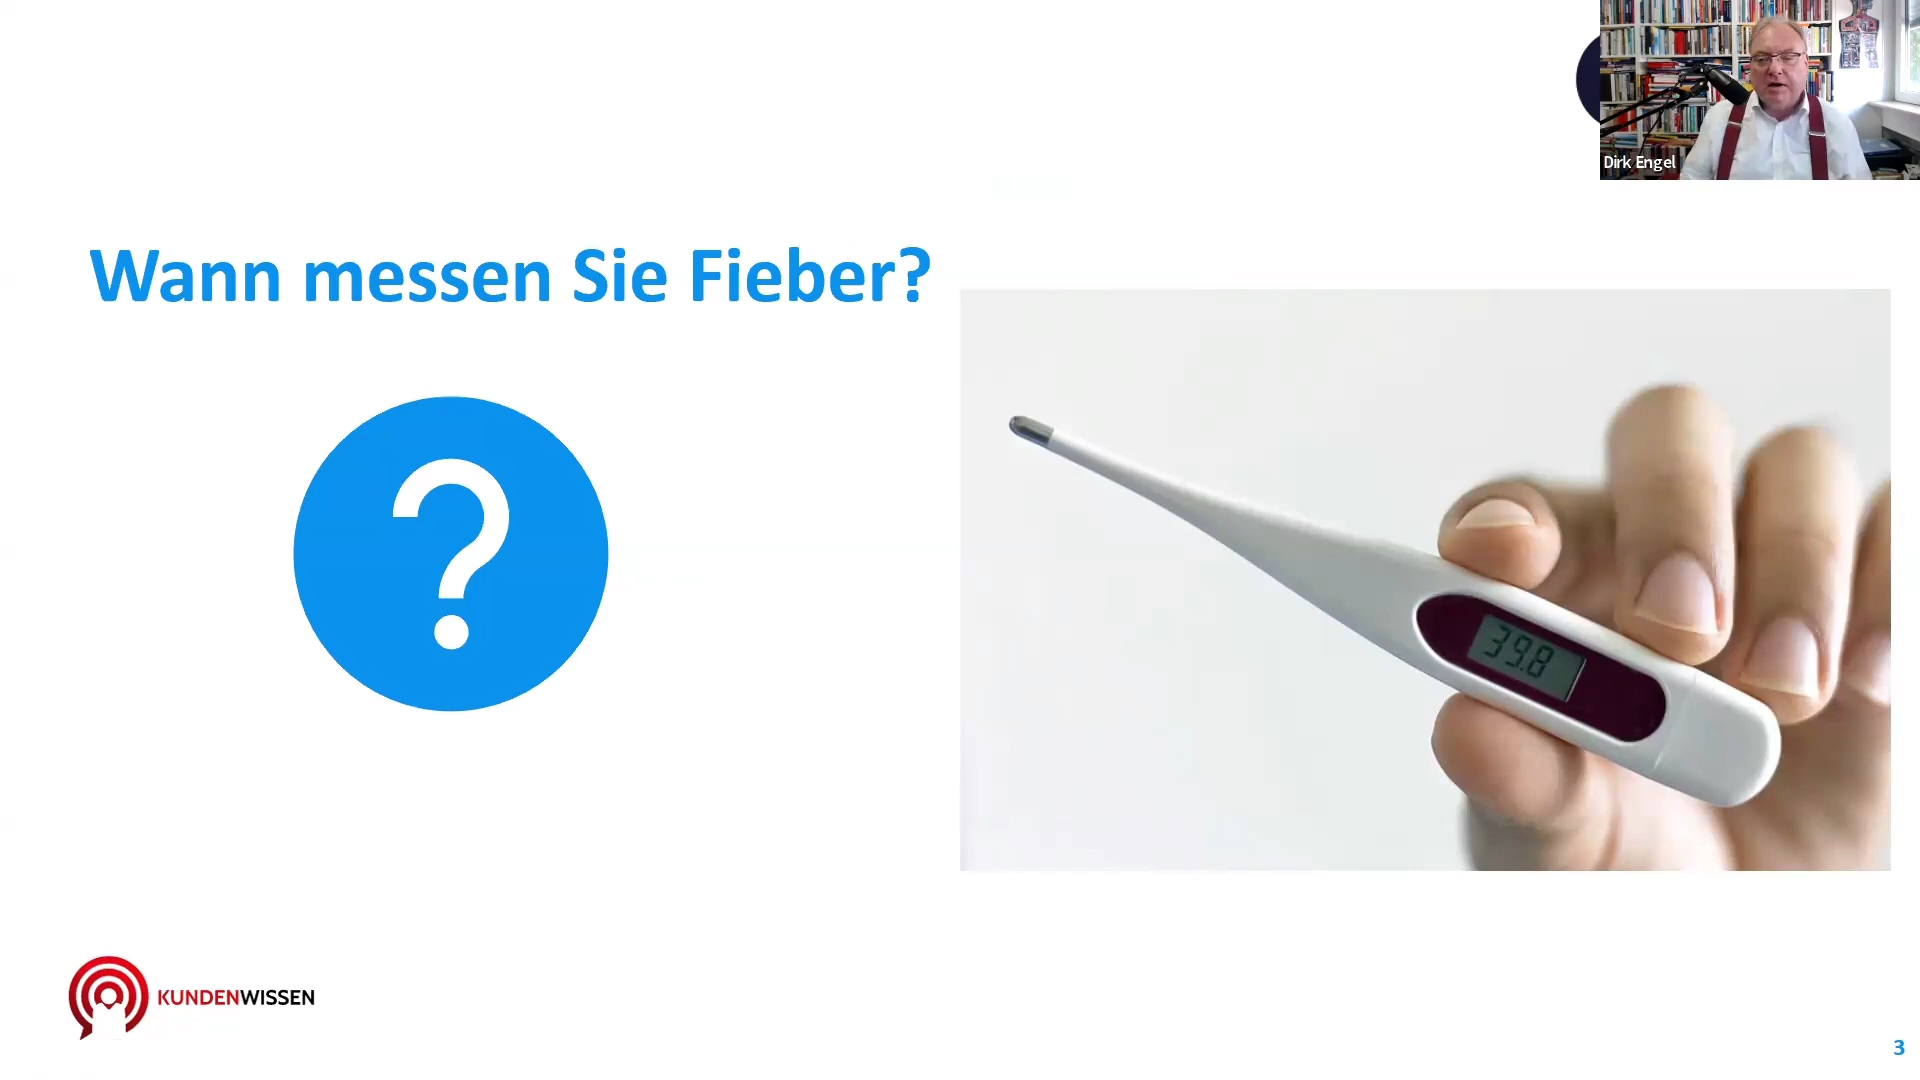 Dirk Engel
Wann messen Sie Fieber?
?
39.8
KUNDENWISSEN
3